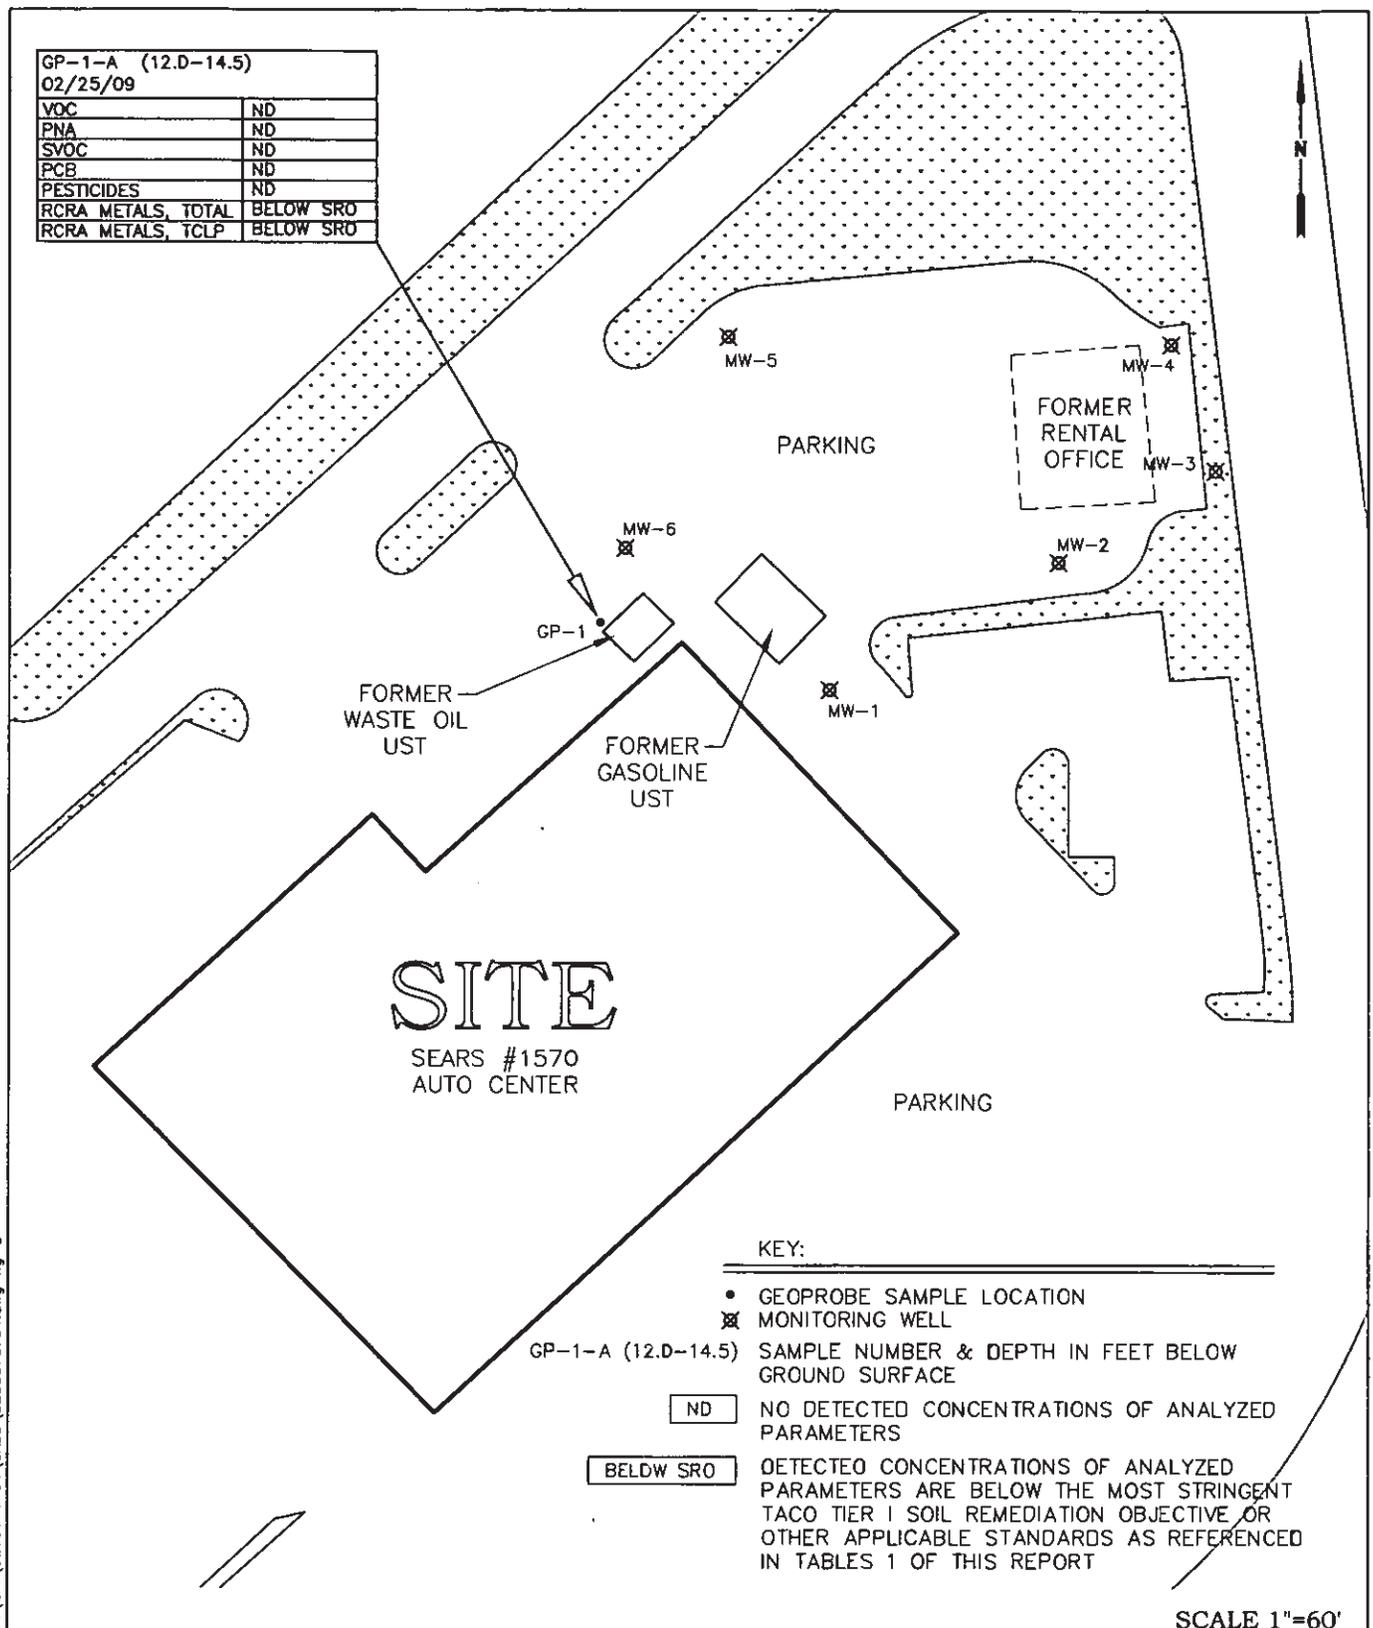 GP-1-A (12.0-14.5)
02/25/09
VOC ND
PNA ND
SVOC ND
PCB ND
PESTICIDES ND
RCRA METALS, TOTAL BELOW SRO
RCRA METALS, TCLP BELOW SRO
N
MW-5
MW-4
FORMER
RENTAL
OFFICE
PARKING
MW-3
MW-6
MW-2
GP-1
FORMER
WASTE OIL
UST
MW-1
FORMER
GASOLINE
UST
SITE
SEARS #1570
AUTO CENTER
PARKING
KEY:
GEOPROBE SAMPLE LOCATION
MONITORING WELL
GP-1-A (12.0-14.5) SAMPLE NUMBER & DEPTH IN FEET BELOW
GROUND SURFACE
ND NO DETECTED CONCENTRATIONS OF ANALYZED
PARAMETERS
BELOW SRO DETECTED CONCENTRATIONS OF ANALYZED
PARAMETERS ARE BELOW THE MOST STRINGENT
TACO TIER I SOIL REMEDIATION OBJECTIVE OR
OTHER APPLICABLE STANDARDS AS REFERENCED
IN TABLES 1 OF THIS REPORT
SCALE 1"=60'